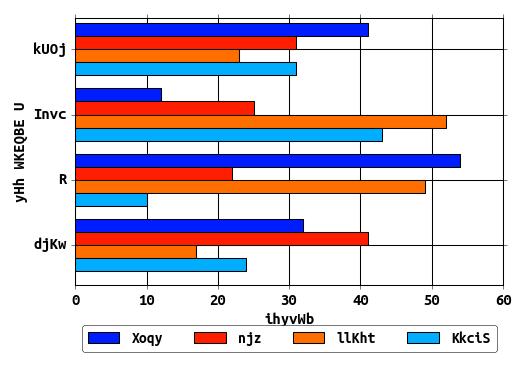 kUOj
Invc
yHh WKEQBE U
R
djKw
0 10 20 30 40 50 60
ihyvWb
Xoqy njz llKht KkciS